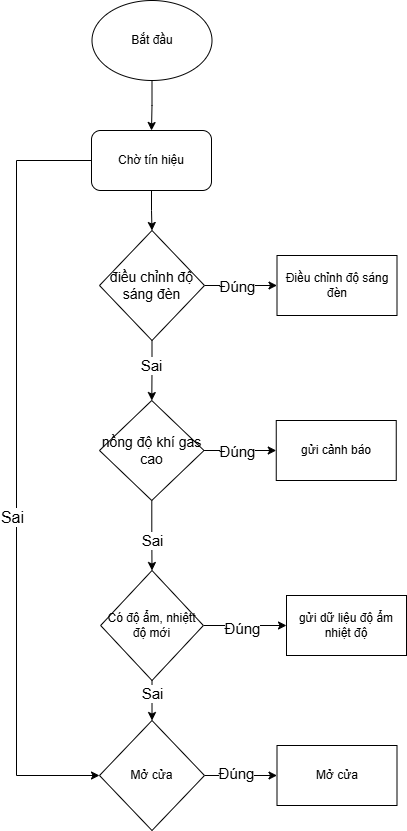 Bắt đầu
Chờ tín hiệu
điều chỉnh độ
sáng đèn
Đúng
Điều chỉnh độ sáng
đèn
Sai
nồng độ khí gas
cao
Đúng
gửi cảnh báo
Sai
Sai
Có độ ẩm, nhiệtt
độ mới
Đúng
gửi dữ liệu độ ẩm
nhiệt độ
Sai
Mở cửa
Đúng
Mở cửa